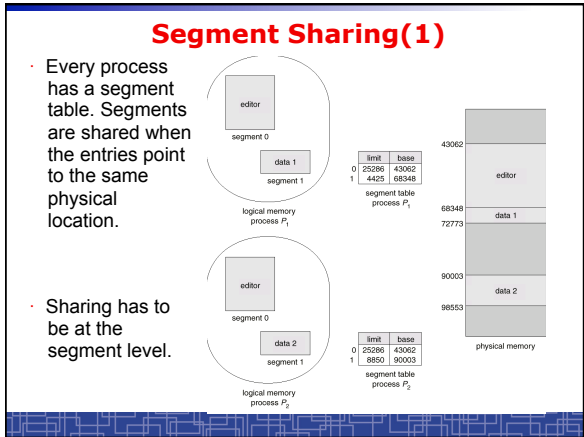 Segment Sharing(1)
· Every process
has a segment
table. Segments
are shared when
the entries point
to the same
physical
location.
· Sharing has to
be at the
segment level.
editor
segment 0
data 1
segment 1
logical memory
process P1
limit base
0 25286 43062
1 4425 68348
segment table
process P1
editor
segment 0
data 2
segment 1
logical memory
process P2
limit base
0 25286 43062
1 8850 90003
segment table
process P2
43062
editor
68348
data 1
72773
90003
data 2
98553
physical memory